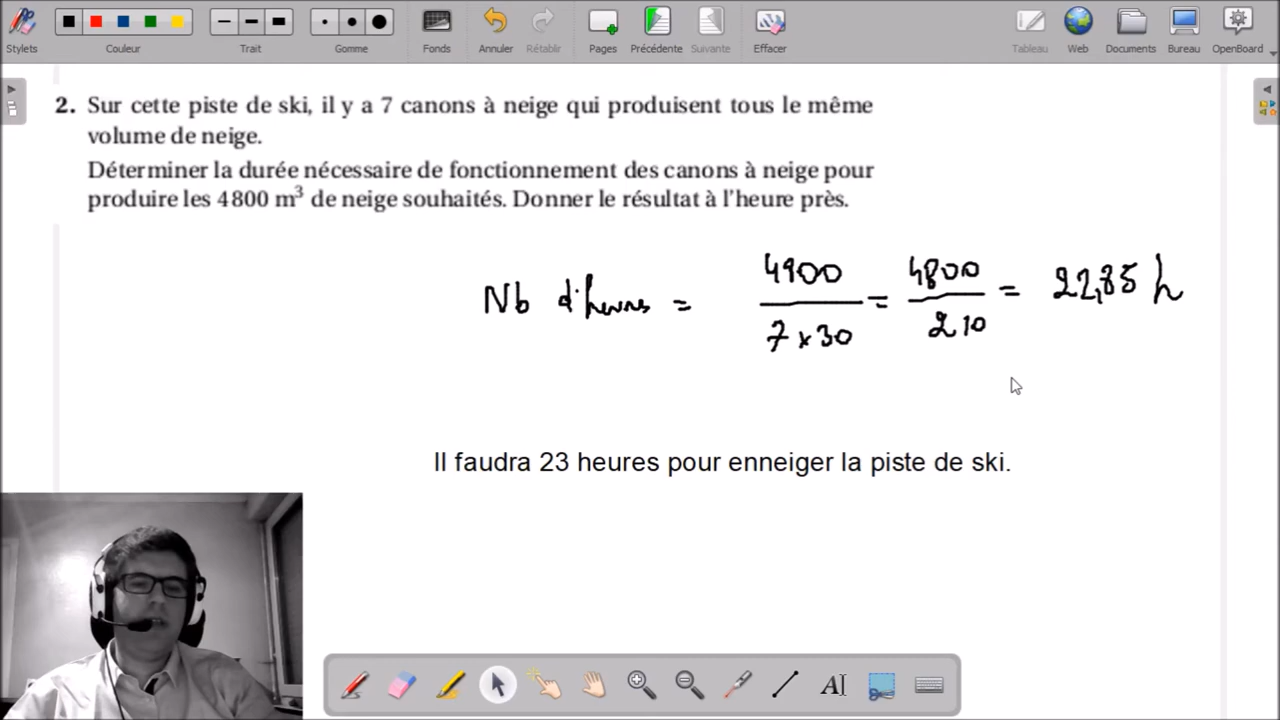 Stylets Couleur Trait Gomme Fonds Annuler Rétablir Pages Précédente Suivante Effacer Tableau Web Documents Bureau OpenBoard
2. Sur cette piste de ski, il y a 7 canons à neige qui produisent tous le même
volume de neige.
Déterminer la durée nécessaire de fonctionnement des canons à neige pour
produire les 4 800 m³ de neige souhaités. Donner le résultat à l'heure près.
Nb d'heures = 4900 / 7 x 30 = 4800 / 210 = 22,85 h
Il faudra 23 heures pour enneiger la piste de ski.
AI